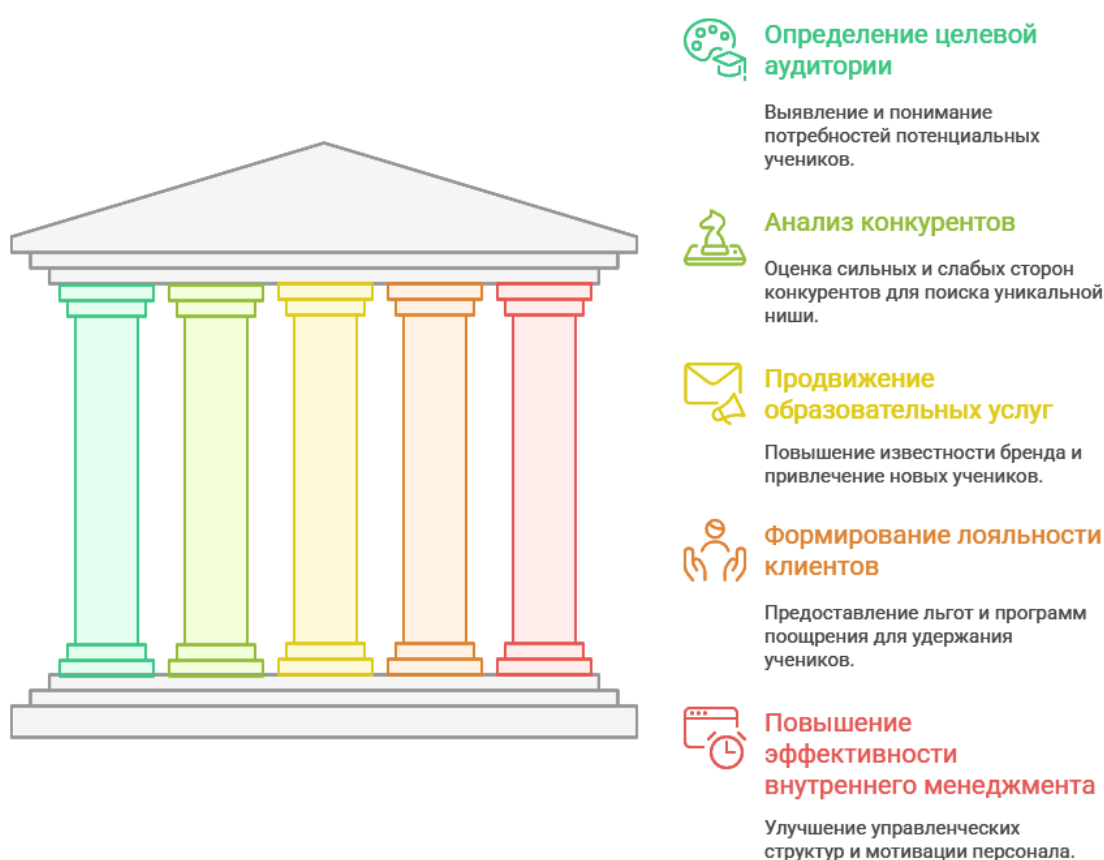 Определение целевой
аудитории
Выявление и понимание
потребностей потенциальных
учеников.
Анализ конкурентов
Оценка сильных и слабых сторон
конкурентов для поиска уникальной
ниши.
Продвижение
образовательных услуг
Повышение известности бренда и
привлечение новых учеников.
Формирование лояльности
клиентов
Предоставление льгот и программ
поощрения для удержания
учеников.
Повышение
эффективности
внутреннего менеджмента
Улучшение управленческих
структур и мотивации персонала.